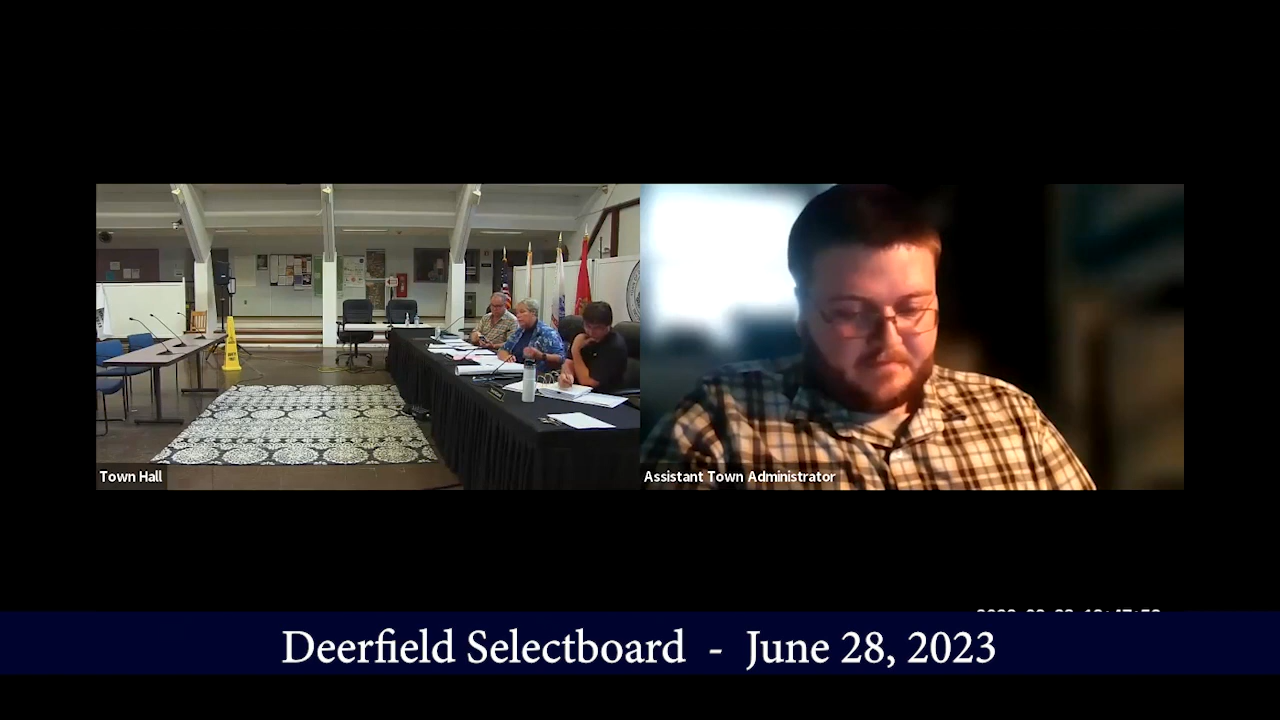 Town Hall
Assistant Town Administrator
Deerfield Selectboard - June 28, 2023